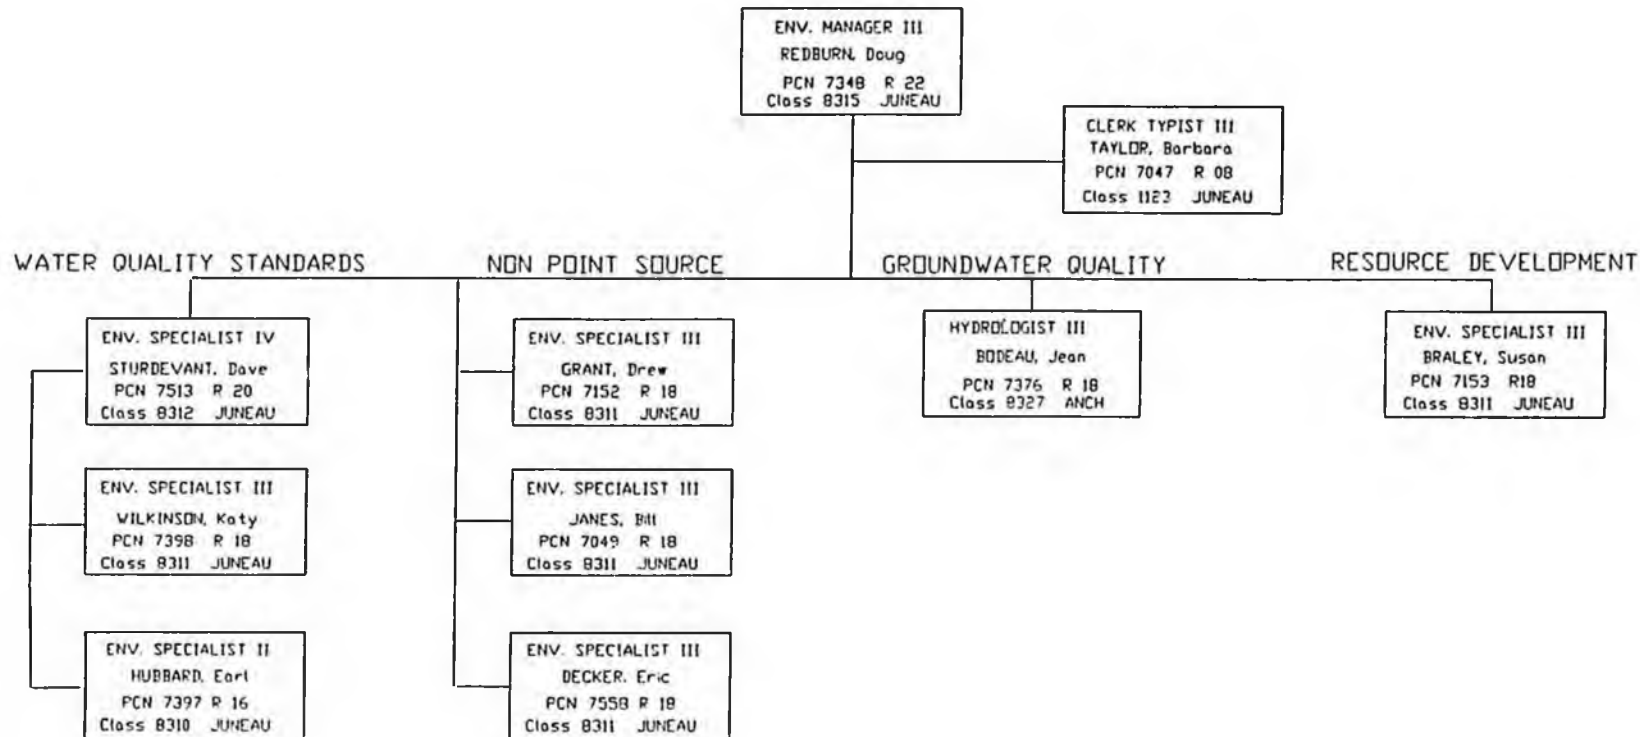 ENV. MANAGER III
REDBURN, Doug
PCN 7348 R 22
Class 8315 JUNEAU
CLERK TYPIST III
TAYLOR, Barbara
PCN 7047 R 08
Class 1123 JUNEAU
WATER QUALITY STANDARDS
NON POINT SOURCE
GROUNDWATER QUALITY
RESOURCE DEVELOPMENT
ENV. SPECIALIST IV
STURDEVANT, Dave
PCN 7513 R 20
Class 8312 JUNEAU
ENV. SPECIALIST III
WILKINSON, Katy
PCN 7398 R 18
Class 8311 JUNEAU
ENV. SPECIALIST II
HUBBARD, Earl
PCN 7397 R 16
Class 8310 JUNEAU
ENV. SPECIALIST III
GRANT, Drew
PCN 7152 R 18
Class 8311 JUNEAU
ENV. SPECIALIST III
JANES, Bill
PCN 7049 R 18
Class 8311 JUNEAU
ENV. SPECIALIST III
DECKER, Eric
PCN 7558 R 18
Class 8311 JUNEAU
HYDROLOGIST III
BODEAU, Jean
PCN 7376 R 18
Class 8327 ANCH
ENV. SPECIALIST III
BRALEY, Susan
PCN 7153 R18
Class 8311 JUNEAU